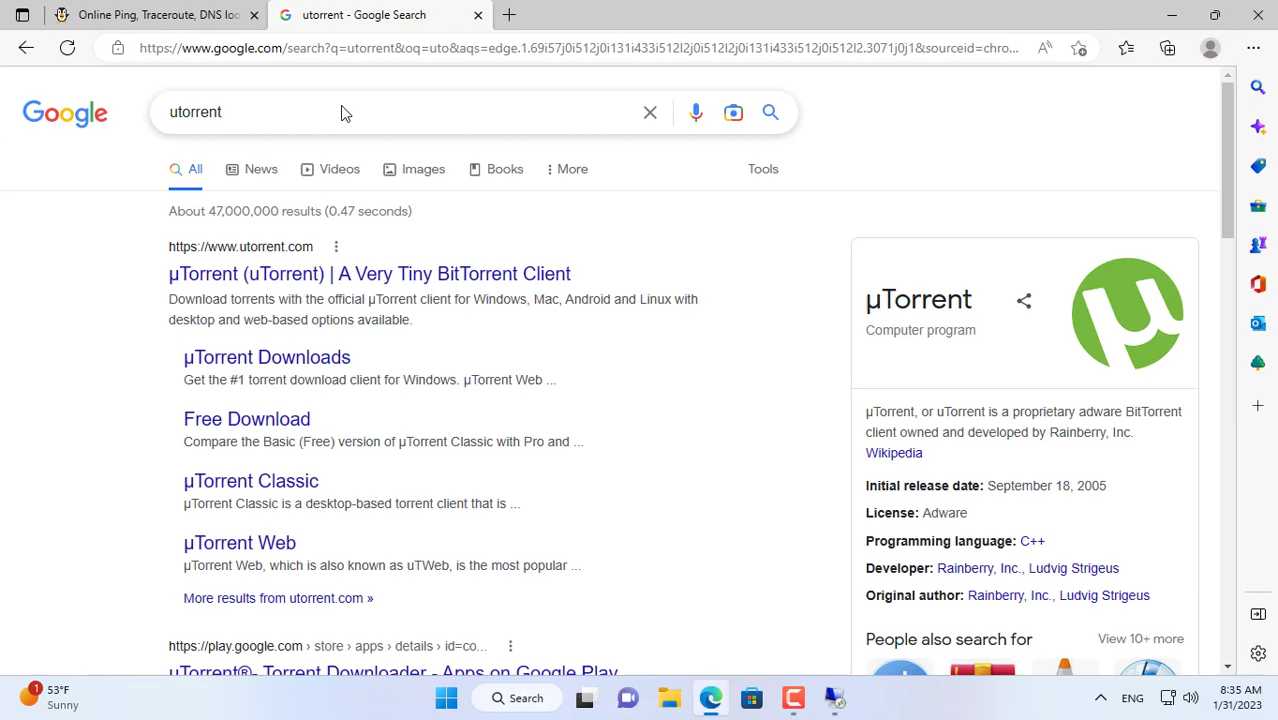 Online Ping, Traceroute, DNS loo
utorrent - Google Search
https://www.google.com/search?q=utorrent&oq=uto&aqs=edge.1.69i57j0i512j0i131i433i512l2j0i512l2j0i131i433i512j0i512l2.3071j0j1&sourceid=chro...
Google
utorrent
All
News
Videos
Images
Books
More
Tools
About 47,000,000 results (0.47 seconds)
https://www.utorrent.com
µTorrent (uTorrent) | A Very Tiny BitTorrent Client
Download torrents with the official µTorrent client for Windows, Mac, Android and Linux with
desktop and web-based options available.
µTorrent Downloads
Get the #1 torrent download client for Windows. µTorrent Web ...
Free Download
Compare the Basic (Free) version of µTorrent Classic with Pro and ...
µTorrent Classic
µTorrent Classic is a desktop-based torrent client that is ...
µTorrent Web
µTorrent Web, which is also known as uTWeb, is the most popular ...
More results from utorrent.com »
https://play.google.com › store › apps › details › id=co...
µTorrent®- Torrent Downloader - Apps on Google Play
µTorrent
Computer program
µTorrent, or uTorrent is a proprietary adware BitTorrent
client owned and developed by Rainberry, Inc.
Wikipedia
Initial release date: September 18, 2005
License: Adware
Programming language: C++
Developer: Rainberry, Inc., Ludvig Strigeus
Original author: Rainberry, Inc., Ludvig Strigeus
People also search for
View 10+ more
1
53°F
Sunny
Search
ENG
8:35 AM
1/31/2023